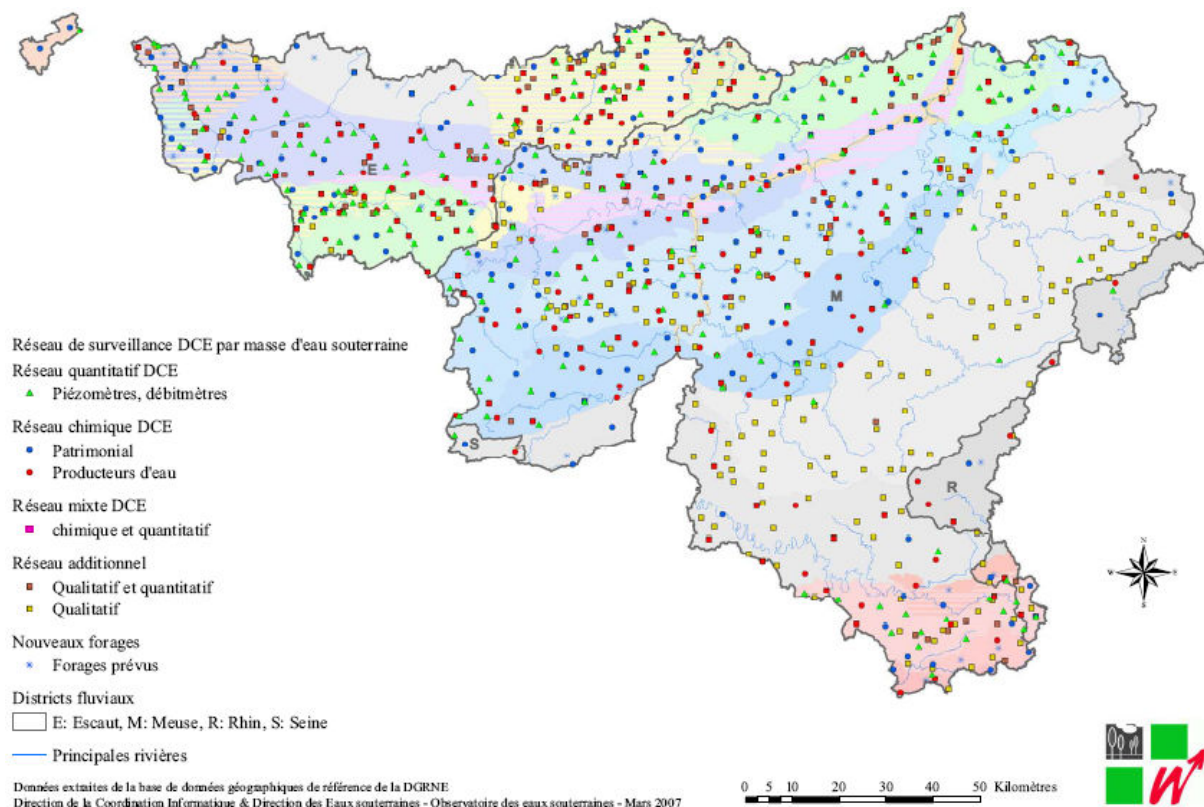 E
M
S
R
Réseau de surveillance DCE par masse d'eau souterraine
Réseau quantitatif DCE
Piézomètres, débitmètres
Réseau chimique DCE
Patrimonial
Producteurs d'eau
Réseau mixte DCE
chimique et quantitatif
Réseau additionnel
Qualitatif et quantitatif
Qualitatif
Nouveaux forages
Forages prévus
Districts fluviaux
E: Escaut, M: Meuse, R: Rhin, S: Seine
Principales rivières
Données extraites de la base de données géographiques de référence de la DGRNE
Direction de la Coordination Informatique & Direction des Eaux souterraines - Observatoire des eaux souterraines - Mars 2007
0 5 10 20 30 40 50 Kilomètres
N
W E
S
W